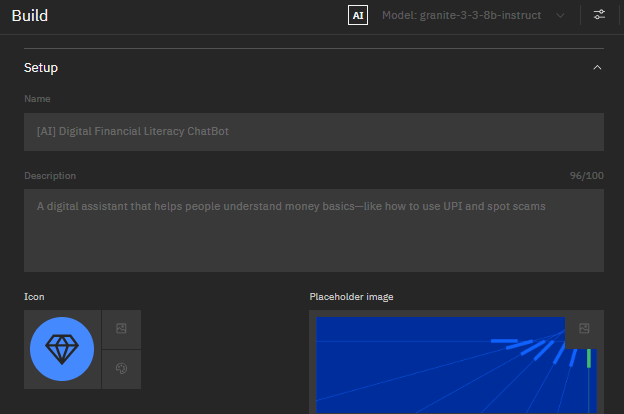 Build
AI Model: granite-3-3-8b-instruct
Setup
Name
[AI] Digital Financial Literacy ChatBot
Description 96/100
A digital assistant that helps people understand money basics—like how to use UPI and spot scams
Icon Placeholder image